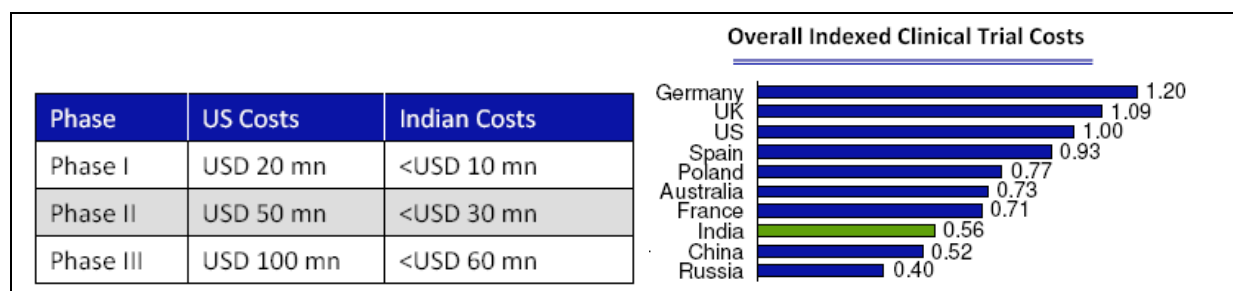 Phase US Costs Indian Costs
Phase I USD 20 mn <USD 10 mn
Phase II USD 50 mn <USD 30 mn
Phase III USD 100 mn <USD 60 mn
Overall Indexed Clinical Trial Costs
Germany 1.20
UK 1.09
US 1.00
Spain 0.93
Poland 0.77
Australia 0.73
France 0.71
India 0.56
China 0.52
Russia 0.40